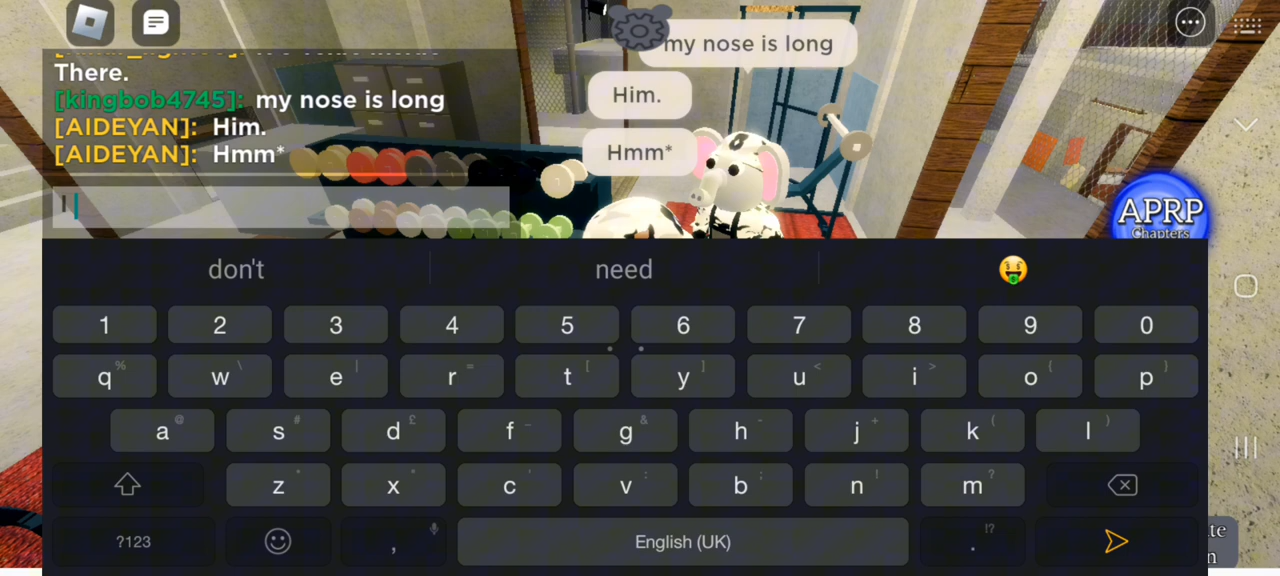 my nose is long
There.
[kingbob4745]: my nose is long
Him.
[AIDEYAN]: Him.
[AIDEYAN]: Hmm*
Hmm*
I
APRP
Chapters
don't
need
1 2 3 4 5 6 7 8 9 0
q % w \ e | r = t [ y ] u < i > o { p }
a @ s # d £ f _ g & h - j + k ( l )
z x c v : b ; n ! m ?
?123 , English (UK) . !?
te
n